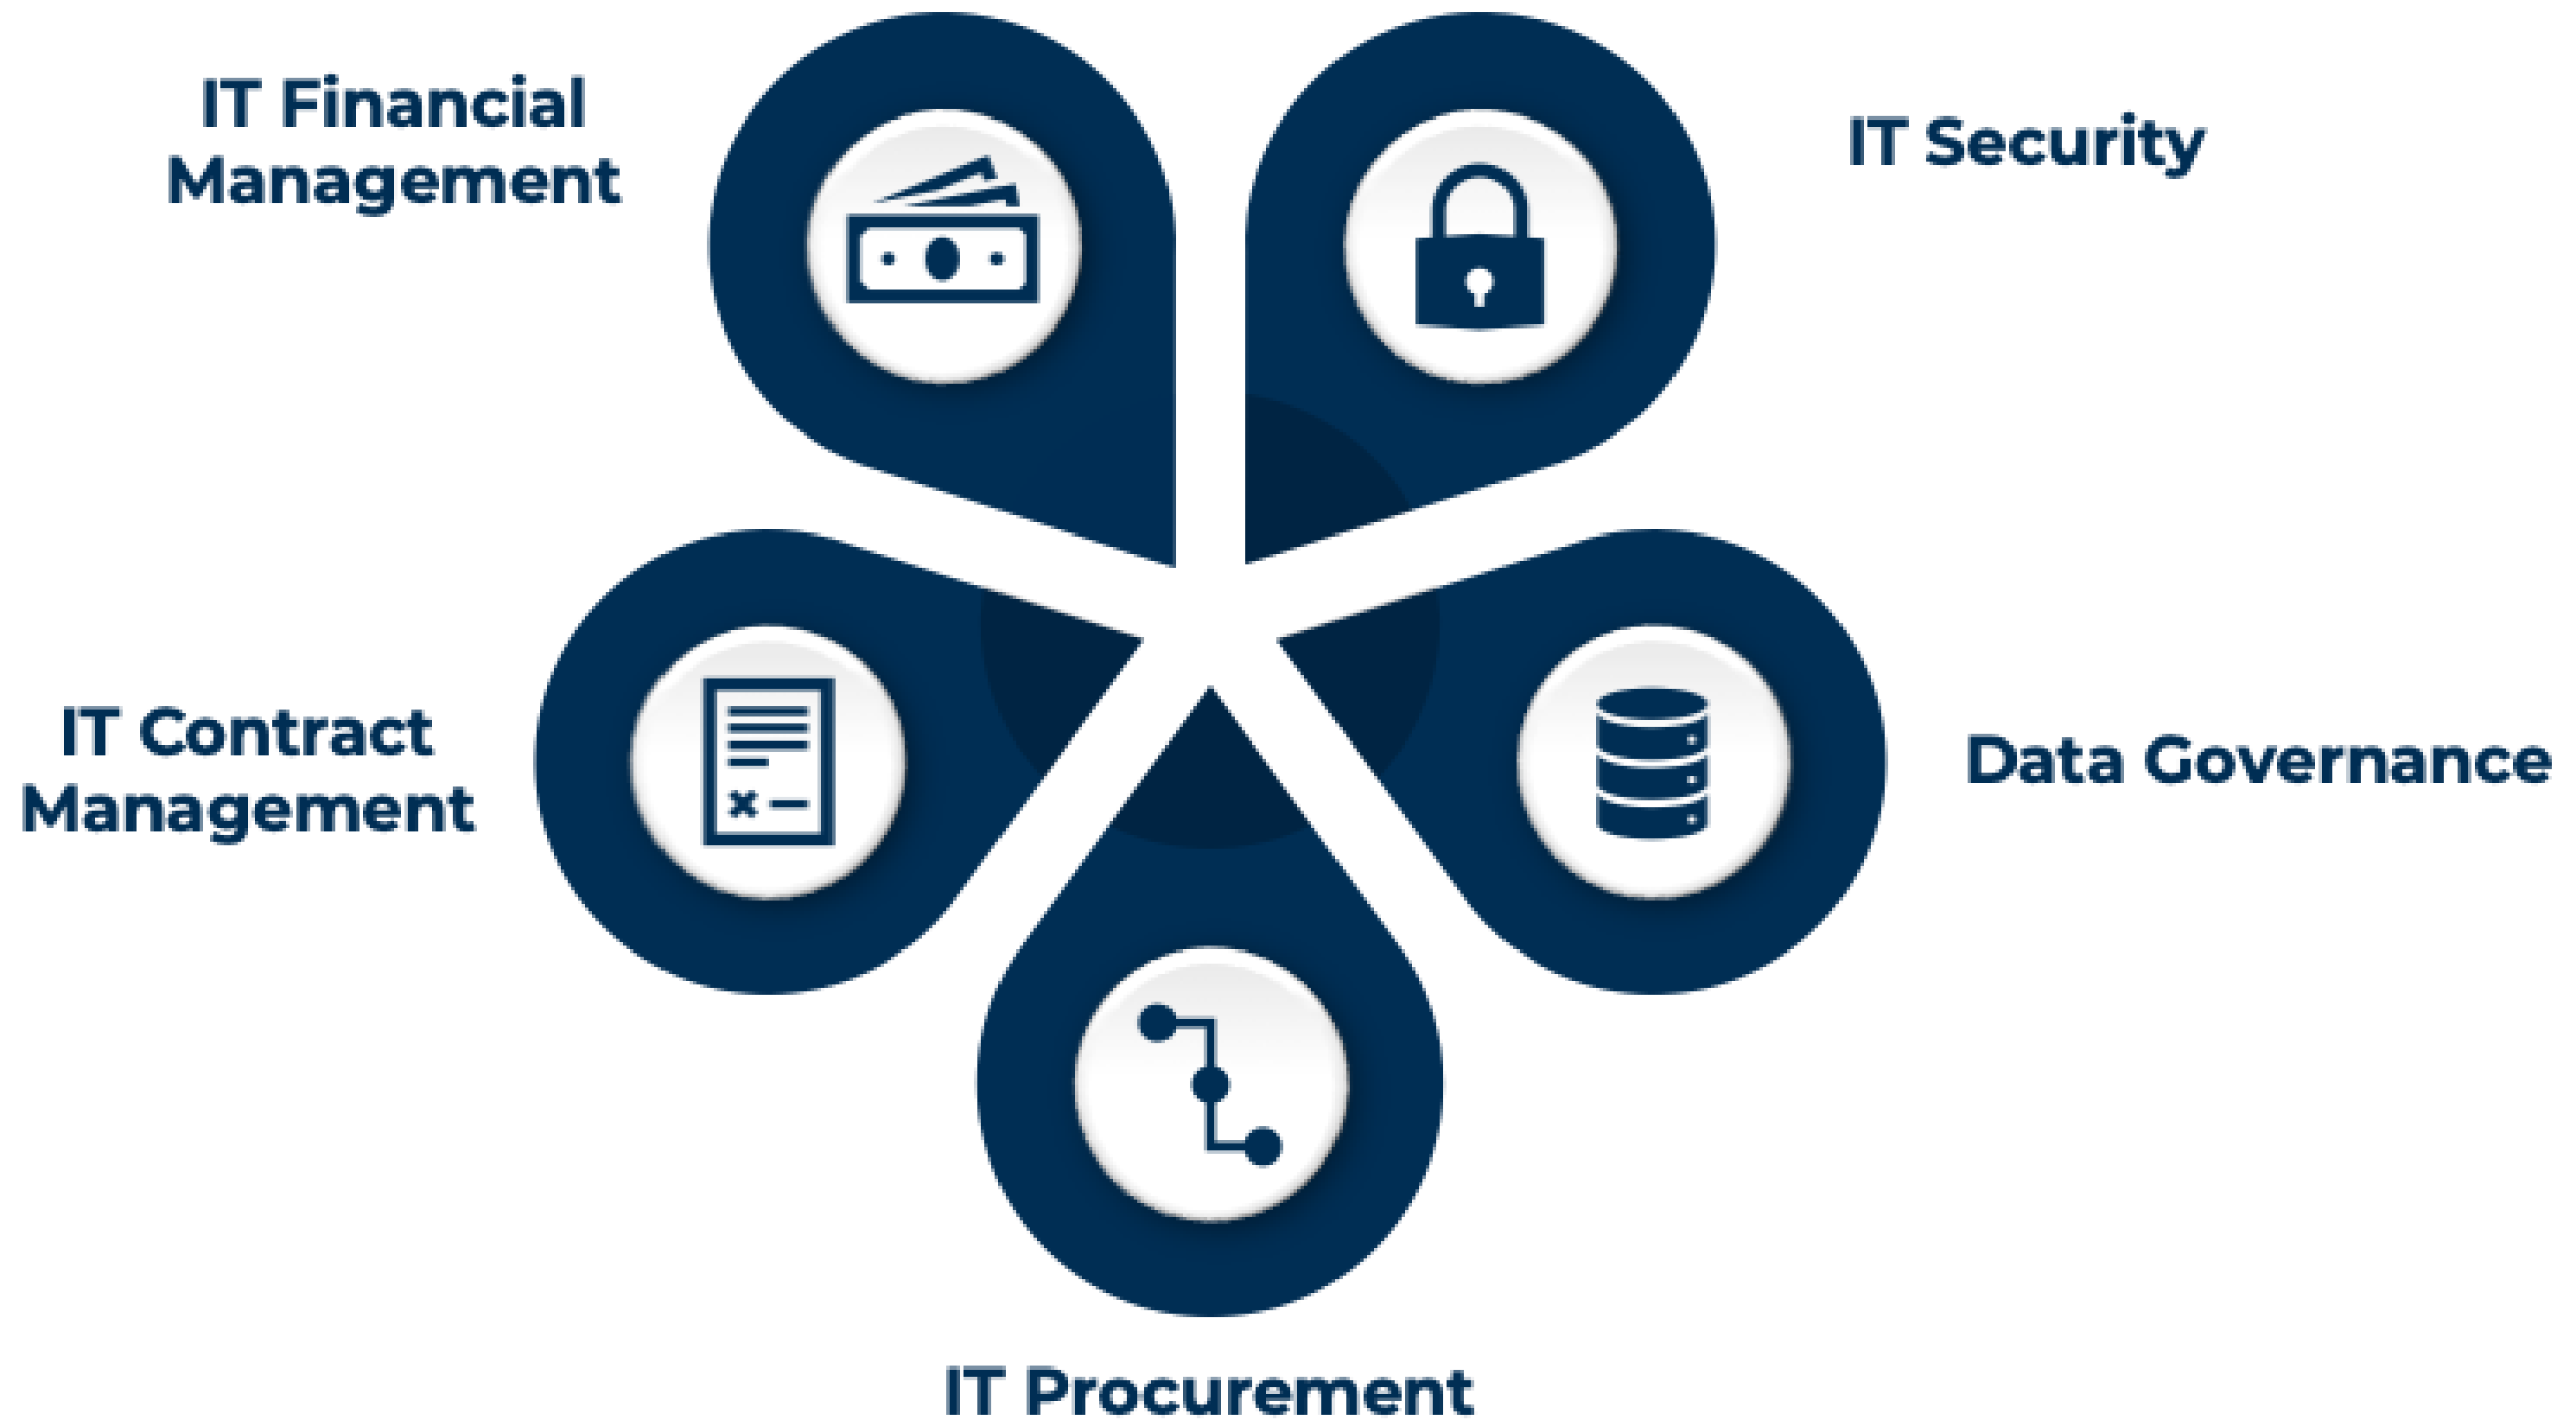 IT Financial
Management
IT Security
IT Contract
Management
Data Governance
IT Procurement